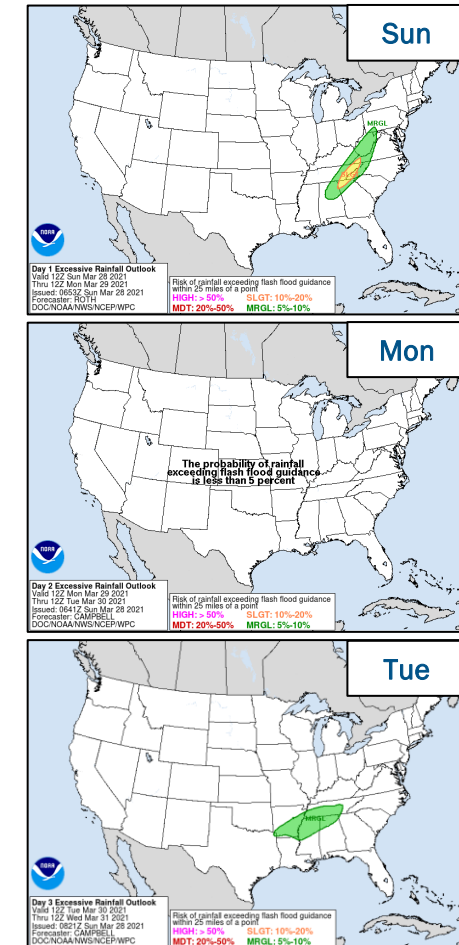 Sun
MRGL
NOAA
Day 1 Excessive Rainfall Outlook
Valid 12Z Sun Mar 28 2021
Thru 12Z Mon Mar 29 2021
Issued: 0653Z Sun Mar 28 2021
Forecaster: ROTH
DOC/NOAA/NWS/NCEP/WPC
Risk of rainfall exceeding flash flood guidance
within 25 miles of a point
HIGH: > 50% SLGT: 10%-20%
MDT: 20%-50% MRGL: 5%-10%
Mon
The probability of rainfall
exceeding flash flood guidance
is less than 5 percent
NOAA
Day 2 Excessive Rainfall Outlook
Valid 12Z Mon Mar 29 2021
Thru 12Z Tue Mar 30 2021
Issued: 0641Z Sun Mar 28 2021
Forecaster: CAMPBELL
DOC/NOAA/NWS/NCEP/WPC
Risk of rainfall exceeding flash flood guidance
within 25 miles of a point
HIGH: > 50% SLGT: 10%-20%
MDT: 20%-50% MRGL: 5%-10%
Tue
MRGL
NOAA
Day 3 Excessive Rainfall Outlook
Valid 12Z Tue Mar 30 2021
Thru 12Z Wed Mar 31 2021
Issued: 0821Z Sun Mar 28 2021
Forecaster: CAMPBELL
DOC/NOAA/NWS/NCEP/WPC
Risk of rainfall exceeding flash flood guidance
within 25 miles of a point
HIGH: > 50% SLGT: 10%-20%
MDT: 20%-50% MRGL: 5%-10%